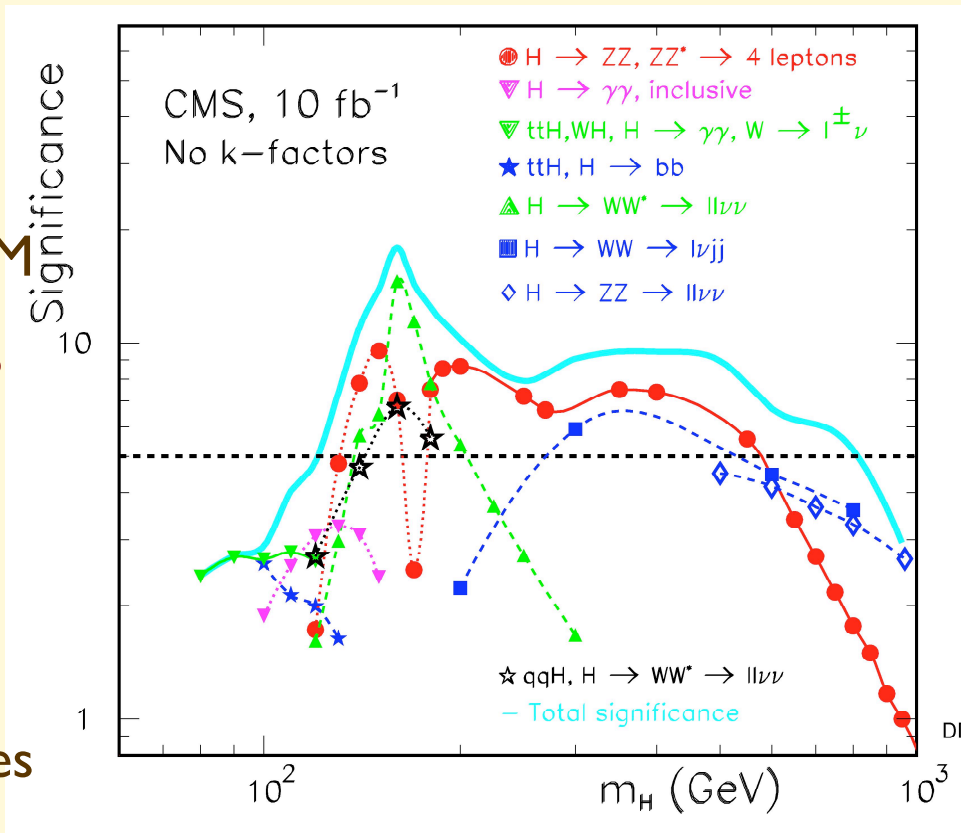 Significance
CMS, 10 fb⁻¹
No k-factors
H → ZZ, ZZ* → 4 leptons
H → γγ, inclusive
ttH,WH, H → γγ, W → l± ν
ttH, H → bb
H → WW* → llνν
H → WW → lνjj
H → ZZ → llνν
M
10
1
qqH, H → WW* → llνν
– Total significance
es
10²
m_H (GeV)
10³